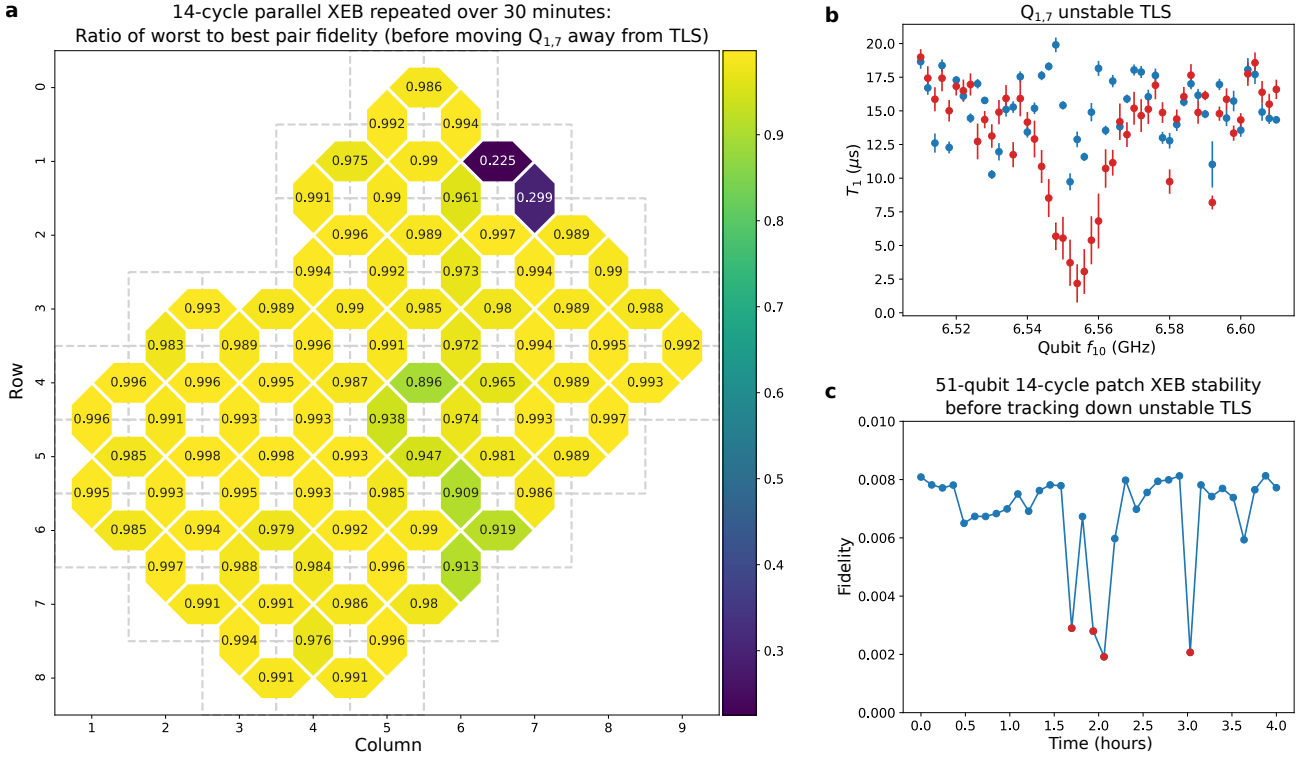 a
14-cycle parallel XEB repeated over 30 minutes:
Ratio of worst to best pair fidelity (before moving Q1,7 away from TLS)
0.986
0.992 0.994
0.975 0.99 0.225
0.991 0.99 0.961 0.299
0.996 0.989 0.997 0.989
0.994 0.992 0.973 0.994 0.99
0.993 0.989 0.99 0.985 0.98 0.989 0.988
0.983 0.989 0.996 0.991 0.972 0.994 0.995 0.992
0.996 0.996 0.995 0.987 0.896 0.965 0.989 0.993
0.996 0.991 0.993 0.993 0.938 0.974 0.993 0.997
0.985 0.998 0.998 0.993 0.947 0.981 0.989
0.995 0.993 0.995 0.993 0.985 0.909 0.986
0.985 0.994 0.979 0.992 0.99 0.919
0.997 0.988 0.984 0.996 0.913
0.991 0.991 0.986 0.98
0.994 0.976 0.996
0.991 0.991
0
1
2
3
4
5
6
7
8
Row
1 2 3 4 5 6 7 8 9
Column
0.9
0.8
0.7
0.6
0.5
0.4
0.3
b
Q1,7 unstable TLS
20.0
17.5
15.0
12.5
10.0
7.5
5.0
2.5
0.0
T1 (μs)
6.52 6.54 6.56 6.58 6.60
Qubit f10 (GHz)
c
51-qubit 14-cycle patch XEB stability
before tracking down unstable TLS
0.010
0.008
0.006
0.004
0.002
0.000
Fidelity
0.0 0.5 1.0 1.5 2.0 2.5 3.0 3.5 4.0
Time (hours)